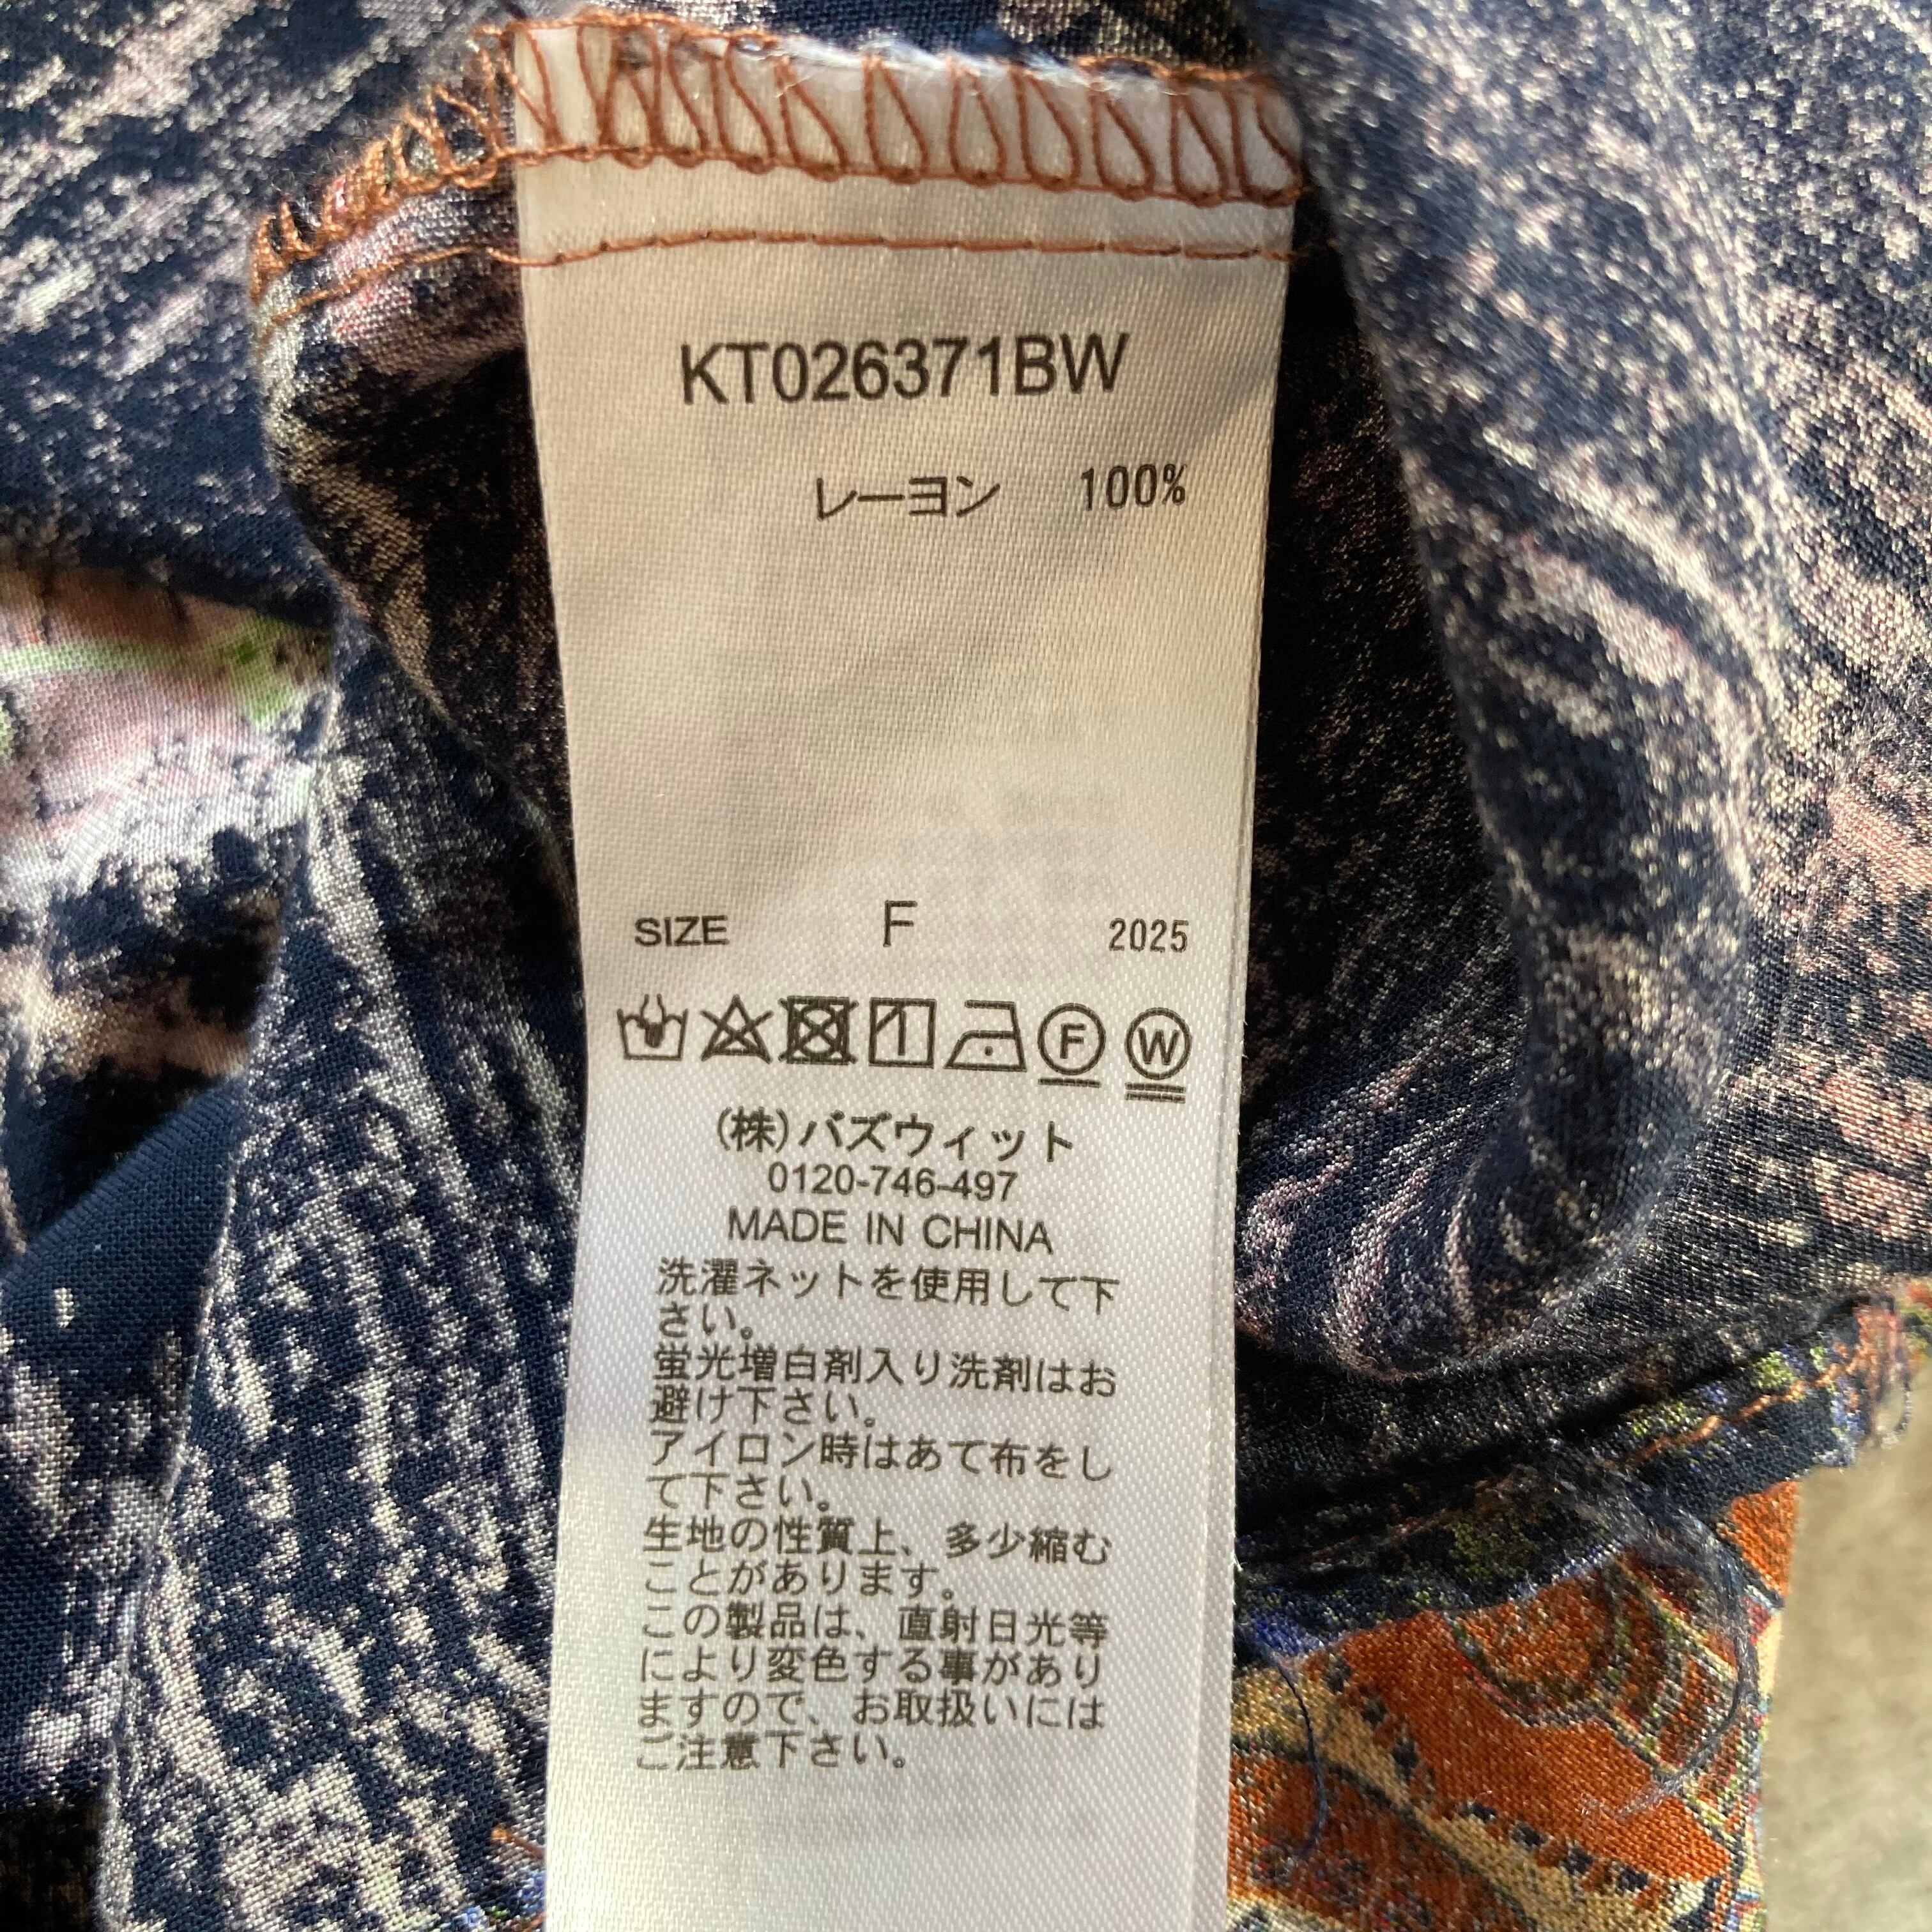 KT026371BW
レーヨン 100%
SIZE F 2025
F W
(株)バズウィット
0120-746-497
MADE IN CHINA
洗濯ネットを使用して下
さい。
蛍光増白剤入り洗剤はお
避け下さい。
アイロン時はあて布をし
て下さい。
生地の性質上、多少縮む
ことがあります。
この製品は、直射日光等
により変色する事があり
ますので、お取扱いには
ご注意下さい。